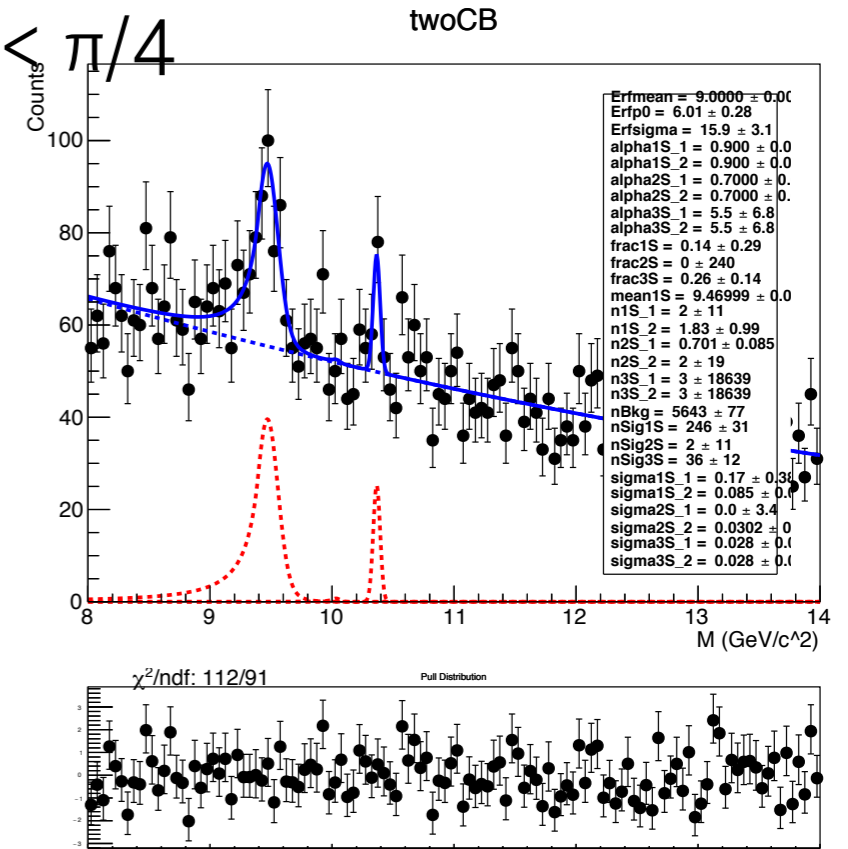 twoCB
< π/4
Counts
100
80
60
40
20
0
Erfmean = 9.0000 ± 0.00
Erfp0 = 6.01 ± 0.28
Erfsigma = 15.9 ± 3.1
alpha1S_1 = 0.900 ± 0.0
alpha1S_2 = 0.900 ± 0.0
alpha2S_1 = 0.7000 ± 0.
alpha2S_2 = 0.7000 ± 0.
alpha3S_1 = 5.5 ± 6.8
alpha3S_2 = 5.5 ± 6.8
frac1S = 0.14 ± 0.29
frac2S = 0 ± 240
frac3S = 0.26 ± 0.14
mean1S = 9.46999 ± 0.0
n1S_1 = 2 ± 11
n1S_2 = 1.83 ± 0.99
n2S_1 = 0.701 ± 0.085
n2S_2 = 2 ± 19
n3S_1 = 3 ± 18639
n3S_2 = 3 ± 18639
nBkg = 5643 ± 77
nSig1S = 246 ± 31
nSig2S = 2 ± 11
nSig3S = 36 ± 12
sigma1S_1 = 0.17 ± 0.38
sigma1S_2 = 0.085 ± 0.0
sigma2S_1 = 0.0 ± 3.4
sigma2S_2 = 0.0302 ± 0
sigma3S_1 = 0.028 ± 0.0
sigma3S_2 = 0.028 ± 0.0
8 9 10 11 12 13 14
M (GeV/c^2)
χ²/ndf: 112/91
Pull Distribution
3
2
1
0
−1
−2
−3